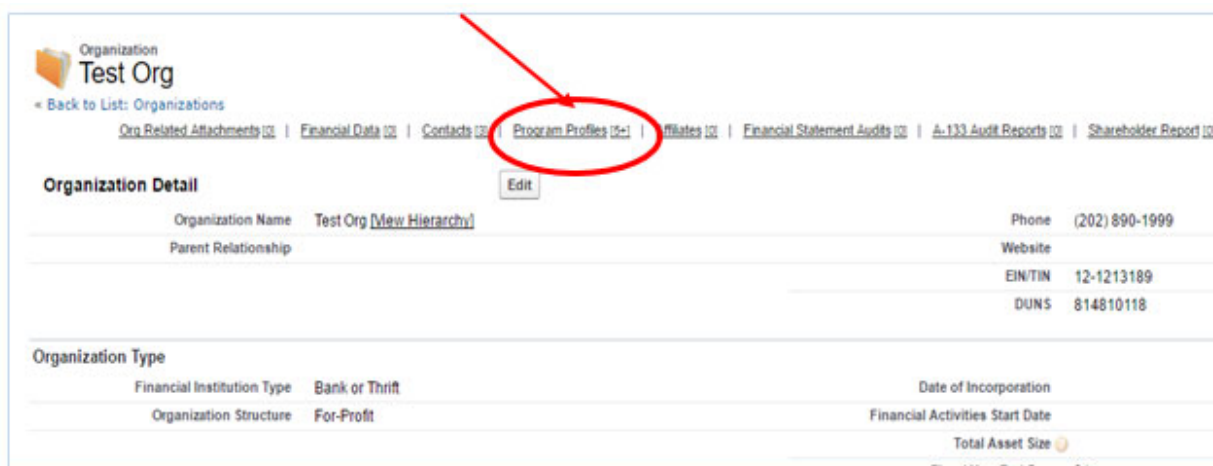 Organization
Test Org
« Back to List: Organizations
Org Related Attachments [0] | Financial Data [0] | Contacts | Program Profiles [5+] | Affiliates [0] | Financial Statement Audits [0] | A-133 Audit Reports [0] | Shareholder Report
Organization Detail Edit
Organization Name Test Org [View Hierarchy] Phone (202) 890-1999
Parent Relationship Website
EIN/TIN 12-1213189
DUNS 814810118
Organization Type
Financial Institution Type Bank or Thrift Date of Incorporation
Organization Structure For-Profit Financial Activities Start Date
Total Asset Size